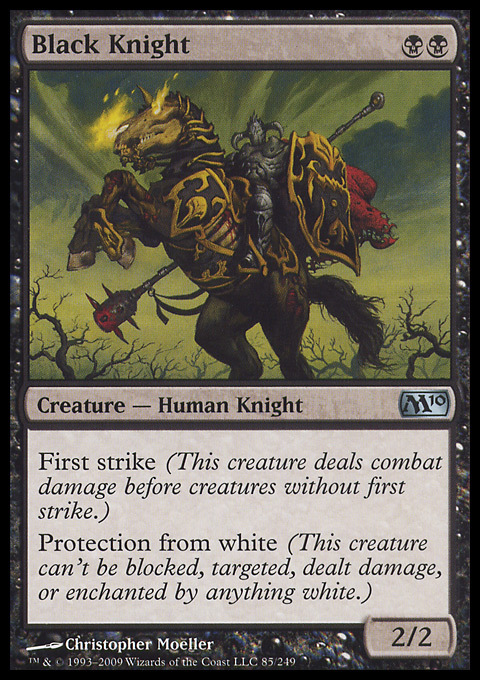 Black Knight
Creature — Human Knight
M10
First strike (This creature deals combat
damage before creatures without first
strike.)
Protection from white (This creature
can't be blocked, targeted, dealt damage,
or enchanted by anything white.)
2/2
Christopher Moeller
™ & © 1993–2009 Wizards of the Coast LLC 85/249